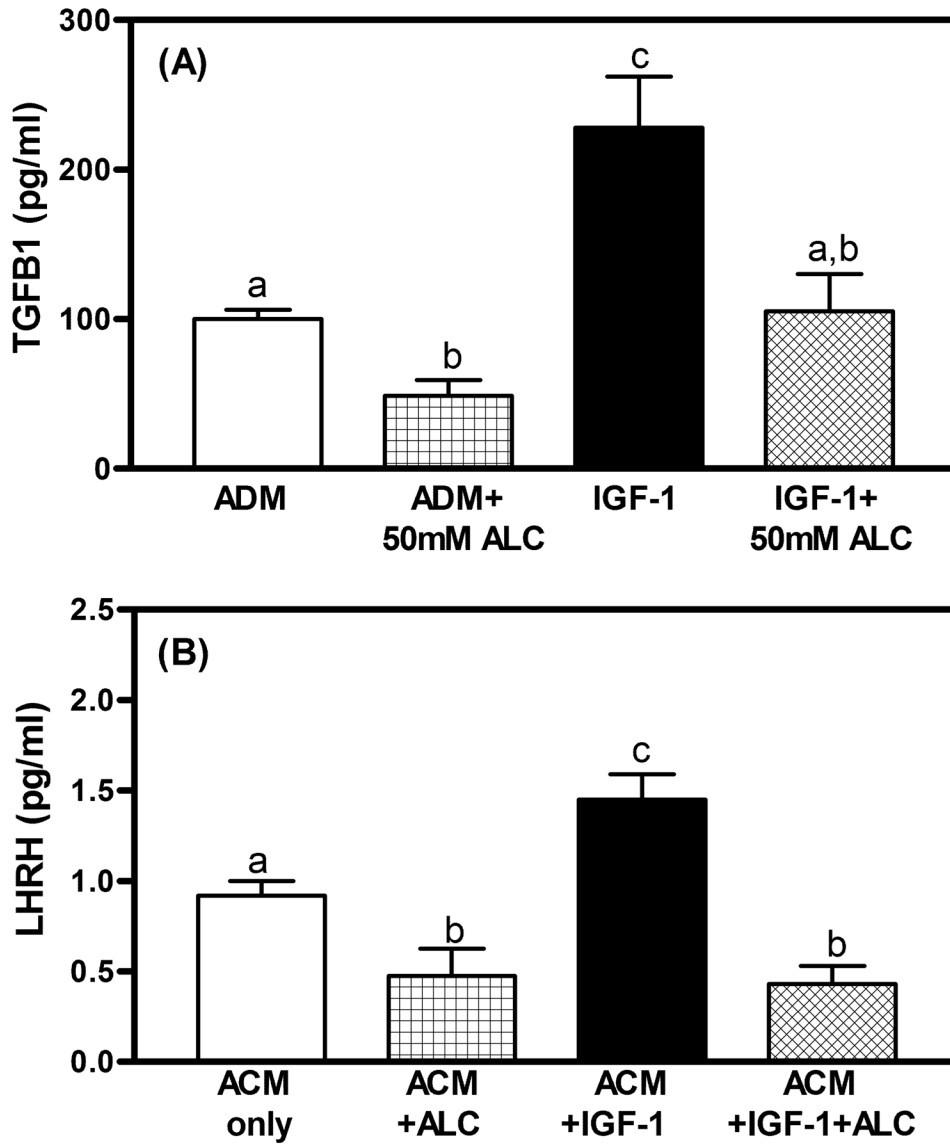 300
(A)
c
200
TGFB1 (pg/ml)
a,b
a
100
b
0
ADM
ADM+
50mM ALC
IGF-1
IGF-1+
50mM ALC
2.5
(B)
2.0
c
1.5
LHRH (pg/ml)
a
1.0
b
b
0.5
0.0
ACM
only
ACM
+ALC
ACM
+IGF-1
ACM
+IGF-1+ALC